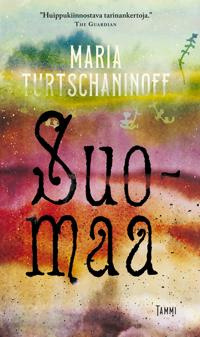 "Huippukiinnostava tarinankertoja."
The Guardian
MARIA
TURTSCHANINOFF
Suo-
maa
TAMMI